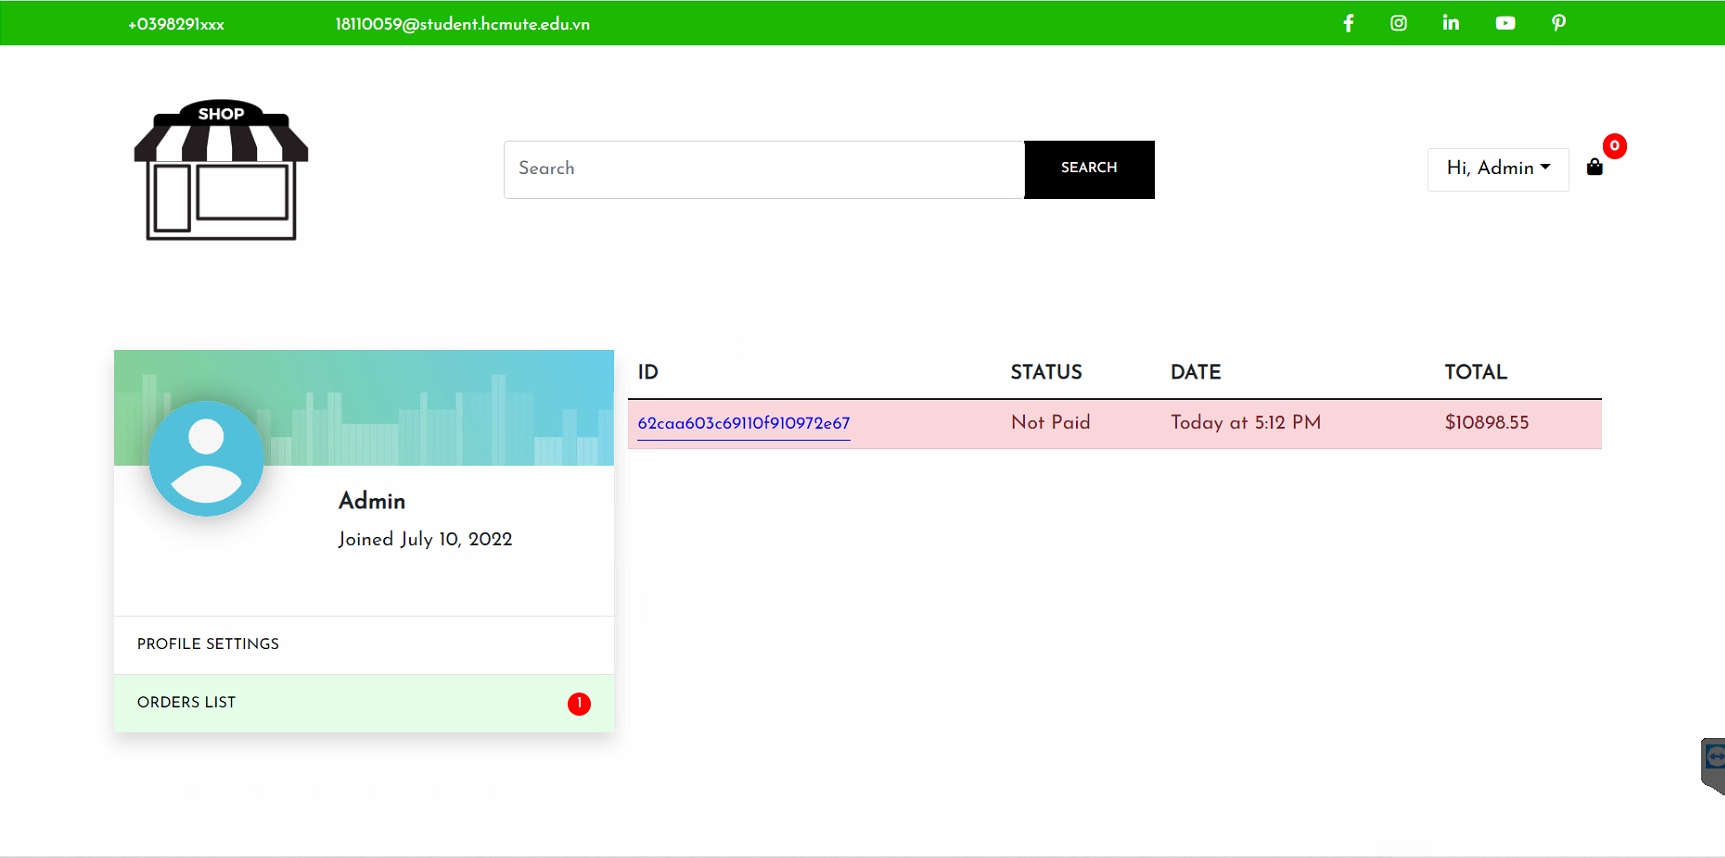 +0398291xxx 18110059@student.hcmute.edu.vn
SHOP
Search SEARCH Hi, Admin 0
ID STATUS DATE TOTAL
62caa603c69110f910972e67 Not Paid Today at 5:12 PM $10898.55
Admin
Joined July 10, 2022
PROFILE SETTINGS
ORDERS LIST 1